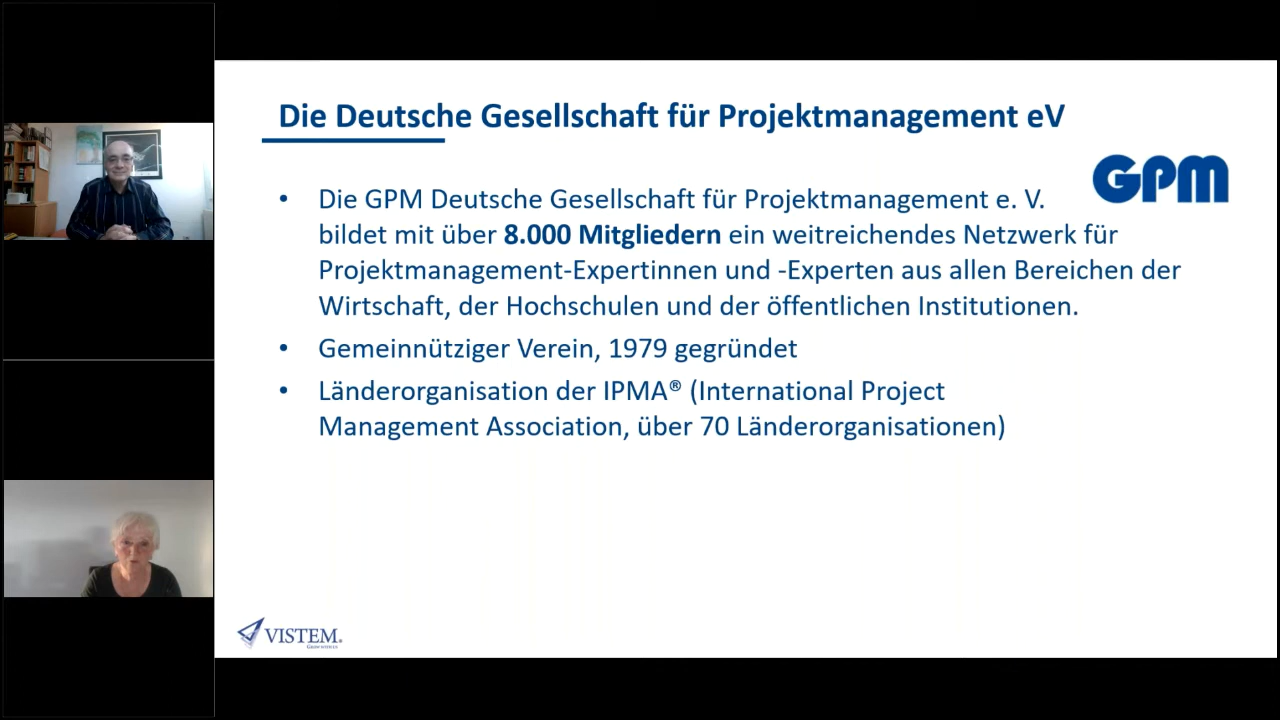 Die Deutsche Gesellschaft für Projektmanagement eV
GPM
• Die GPM Deutsche Gesellschaft für Projektmanagement e. V.
bildet mit über 8.000 Mitgliedern ein weitreichendes Netzwerk für
Projektmanagement-Expertinnen und -Experten aus allen Bereichen der
Wirtschaft, der Hochschulen und der öffentlichen Institutionen.
• Gemeinnütziger Verein, 1979 gegründet
• Länderorganisation der IPMA® (International Project
Management Association, über 70 Länderorganisationen)
VISTEM®